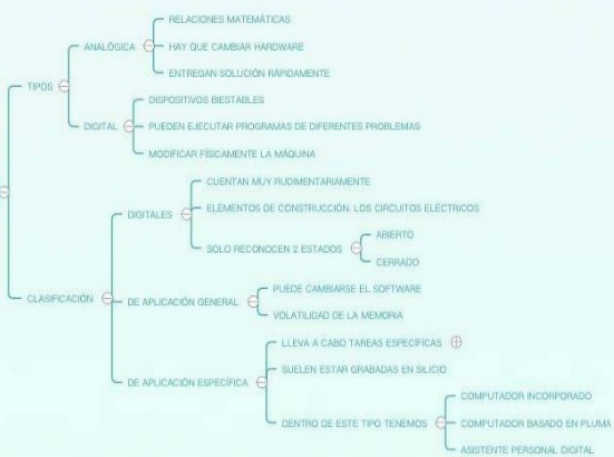 RELACIONES MATEMÁTICAS
ANALÓGICA
HAY QUE CAMBIAR HARDWARE
ENTREGAN SOLUCIÓN RÁPIDAMENTE
TIPOS
DISPOSITIVOS BIESTABLES
DIGITAL
PUEDEN EJECUTAR PROGRAMAS DE DIFERENTES PROBLEMAS
MODIFICAR FÍSICAMENTE LA MÁQUINA
CUENTAN MUY RUDIMENTARIAMENTE
DIGITALES
ELEMENTOS DE CONSTRUCCIÓN: LOS CIRCUITOS ELÉCTRICOS
SOLO RECONOCEN 2 ESTADOS
ABIERTO
CERRADO
CLASIFICACIÓN
DE APLICACIÓN GENERAL
PUEDE CAMBIARSE EL SOFTWARE
VOLATILIDAD DE LA MEMORIA
LLEVA A CABO TAREAS ESPECÍFICAS
DE APLICACIÓN ESPECÍFICA
SUELEN ESTAR GRABADAS EN SILICIO
DENTRO DE ESTE TIPO TENEMOS
COMPUTADOR INCORPORADO
COMPUTADOR BASADO EN PLUMA
ASISTENTE PERSONAL DIGITAL